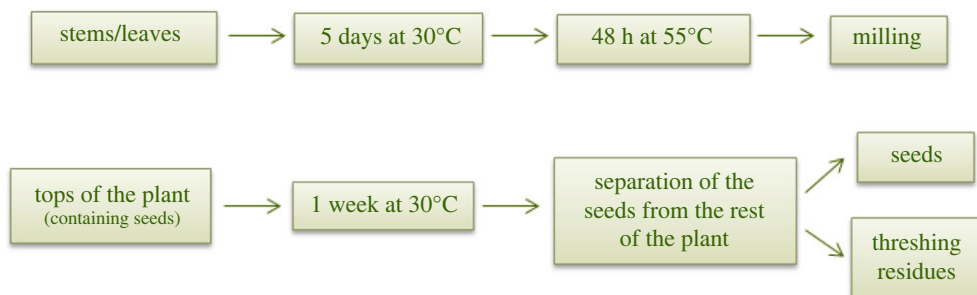 stems/leaves
5 days at 30°C
48 h at 55°C
milling
tops of the plant
(containing seeds)
1 week at 30°C
separation of the
seeds from the rest
of the plant
seeds
threshing
residues